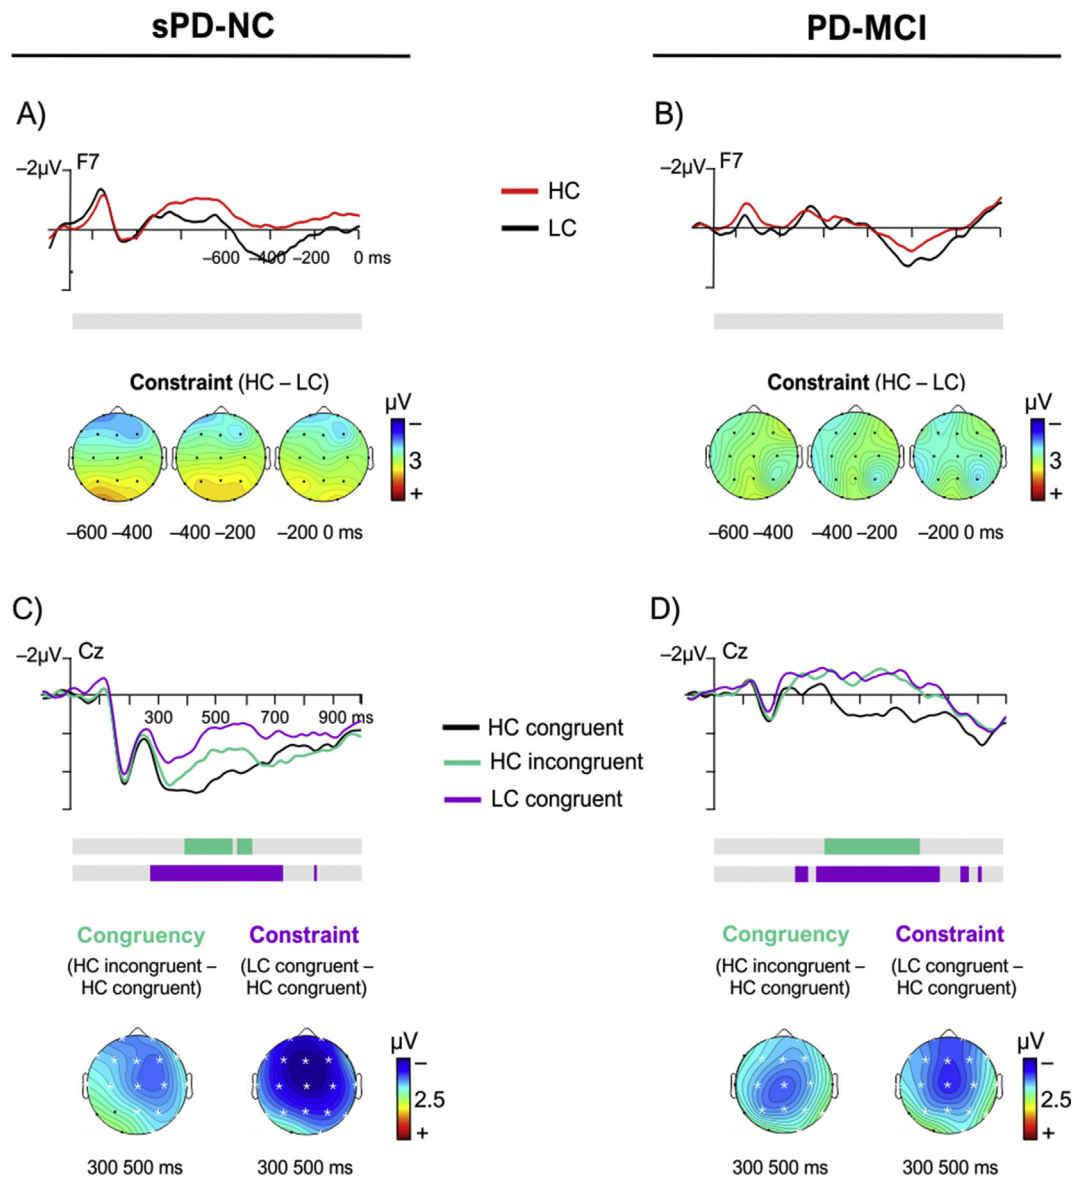 sPD-NC
PD-MCI
A)
B)
–2μV
F7
–2μV
F7
HC
LC
–600 –400 –200 0 ms
Constraint (HC – LC)
Constraint (HC – LC)
μV
–
3
+
μV
–
3
+
–600 –400 –400 –200 –200 0 ms
–600 –400 –400 –200 –200 0 ms
C)
D)
–2μV
Cz
–2μV
Cz
300 500 700 900 ms
HC congruent
HC incongruent
LC congruent
Congruency
(HC incongruent –
HC congruent)
Constraint
(LC congruent –
HC congruent)
Congruency
(HC incongruent –
HC congruent)
Constraint
(LC congruent –
HC congruent)
μV
–
2.5
+
μV
–
2.5
+
300 500 ms 300 500 ms
300 500 ms 300 500 ms